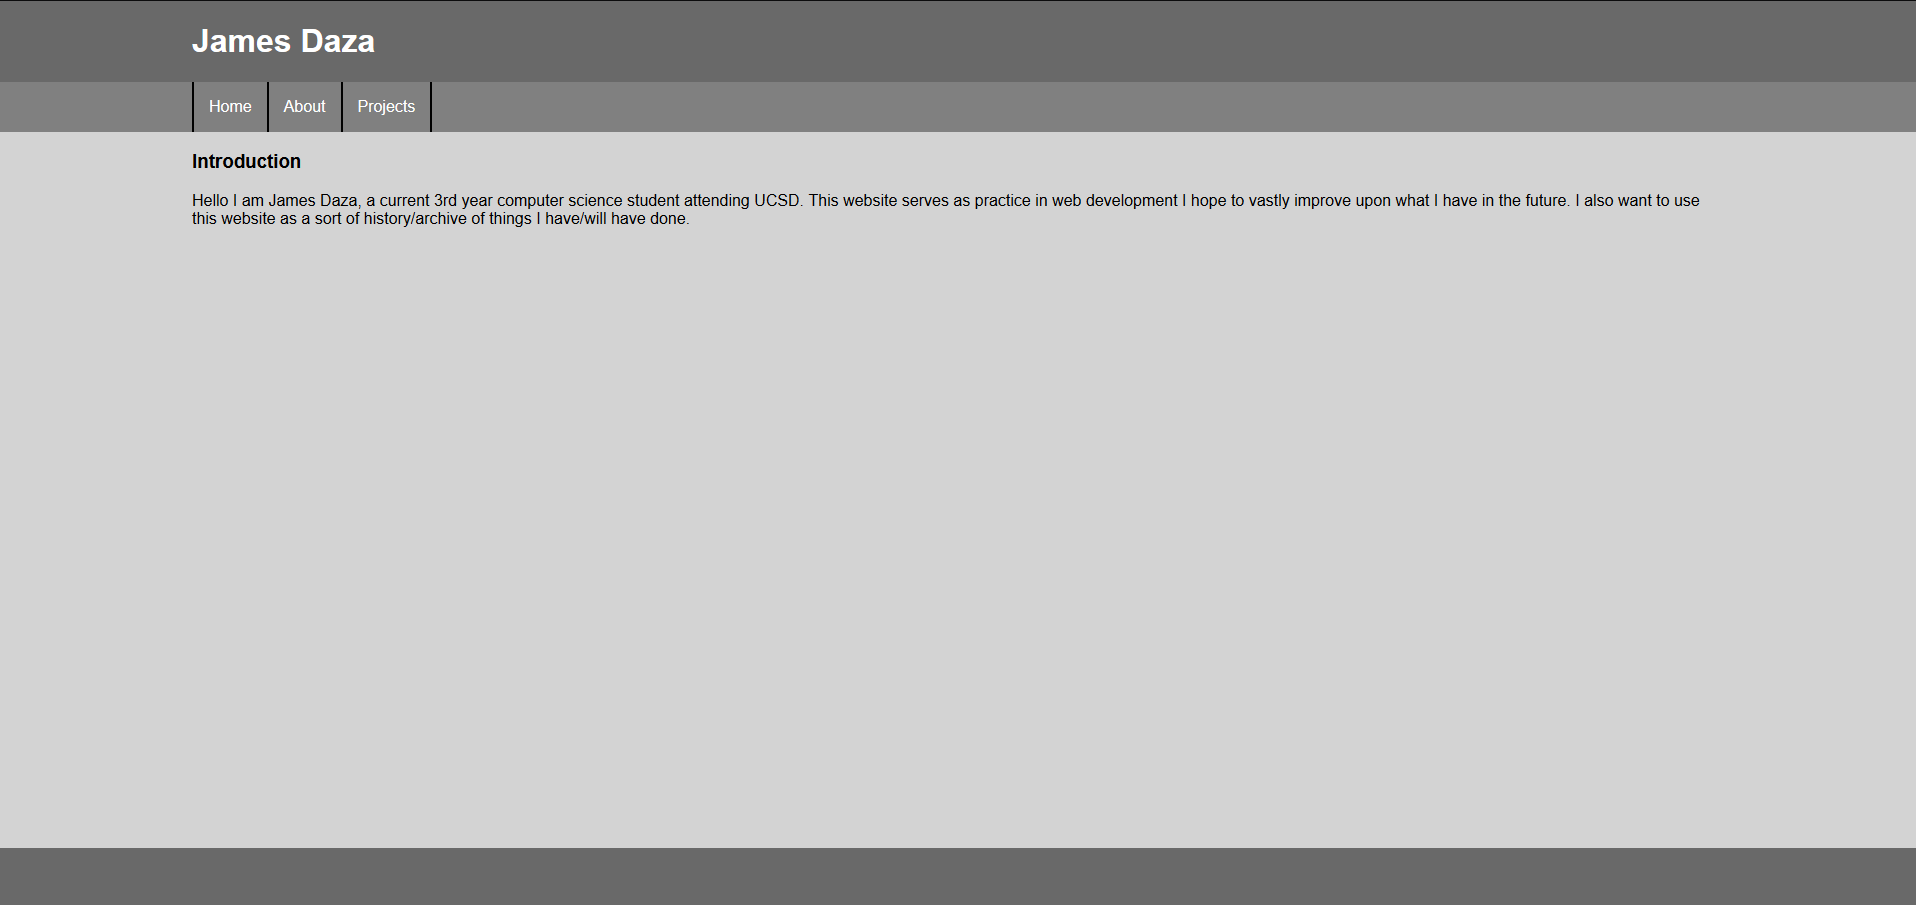 James Daza
Home About Projects
Introduction
Hello I am James Daza, a current 3rd year computer science student attending UCSD. This website serves as practice in web development I hope to vastly improve upon what I have in the future. I also want to use
this website as a sort of history/archive of things I have/will have done.